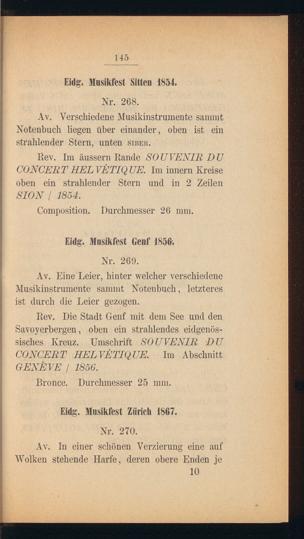 145
Eidg. Musikfest Sitten 1854.
Nr. 268.
Av. Verschiedene Musikinstrumente sammt
Notenbuch liegen über einander, oben ist ein
strahlender Stern, unten SIBER.
Rev. Im äussern Rande SOUVENIR DU
CONCERT HELVÉTIQUE. Im innern Kreise
oben ein strahlender Stern und in 2 Zeilen
SION | 1854.
Composition. Durchmesser 26 mm.
Eidg. Musikfest Genf 1856.
Nr. 269.
Av. Eine Leier, hinter welcher verschiedene
Musikinstrumente sammt Notenbuch, letzteres
ist durch die Leier gezogen.
Rev. Die Stadt Genf mit dem See und den
Savoyerbergen, oben ein strahlendes eidgenös-
sisches Kreuz. Umschrift SOUVENIR DU
CONCERT HELVÉTIQUE. Im Abschnitt
GENÈVE | 1856.
Bronce. Durchmesser 25 mm.
Eidg. Musikfest Zürich 1867.
Nr. 270.
Av. In einer schönen Verzierung eine auf
Wolken stehende Harfe, deren obere Enden je
10